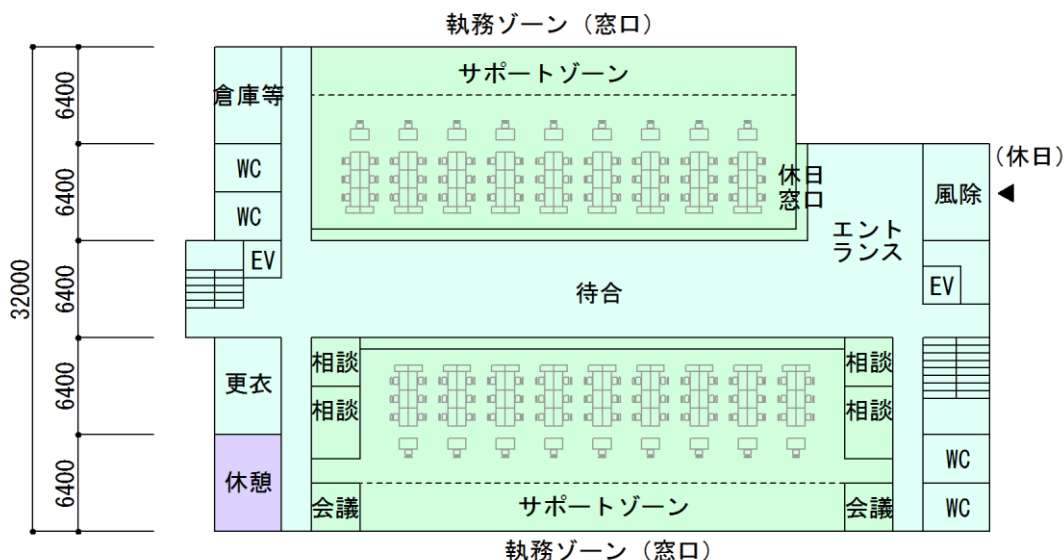 執務ゾーン（窓口）
サポートゾーン
6400
倉庫等
WC
6400
WC
休日
窓口
風除
(休日)
エント
ランス
EV
32000
6400
待合
EV
相談
相談
6400
更衣
相談
相談
WC
6400
休憩
会議
サポートゾーン
会議
WC
執務ゾーン（窓口）